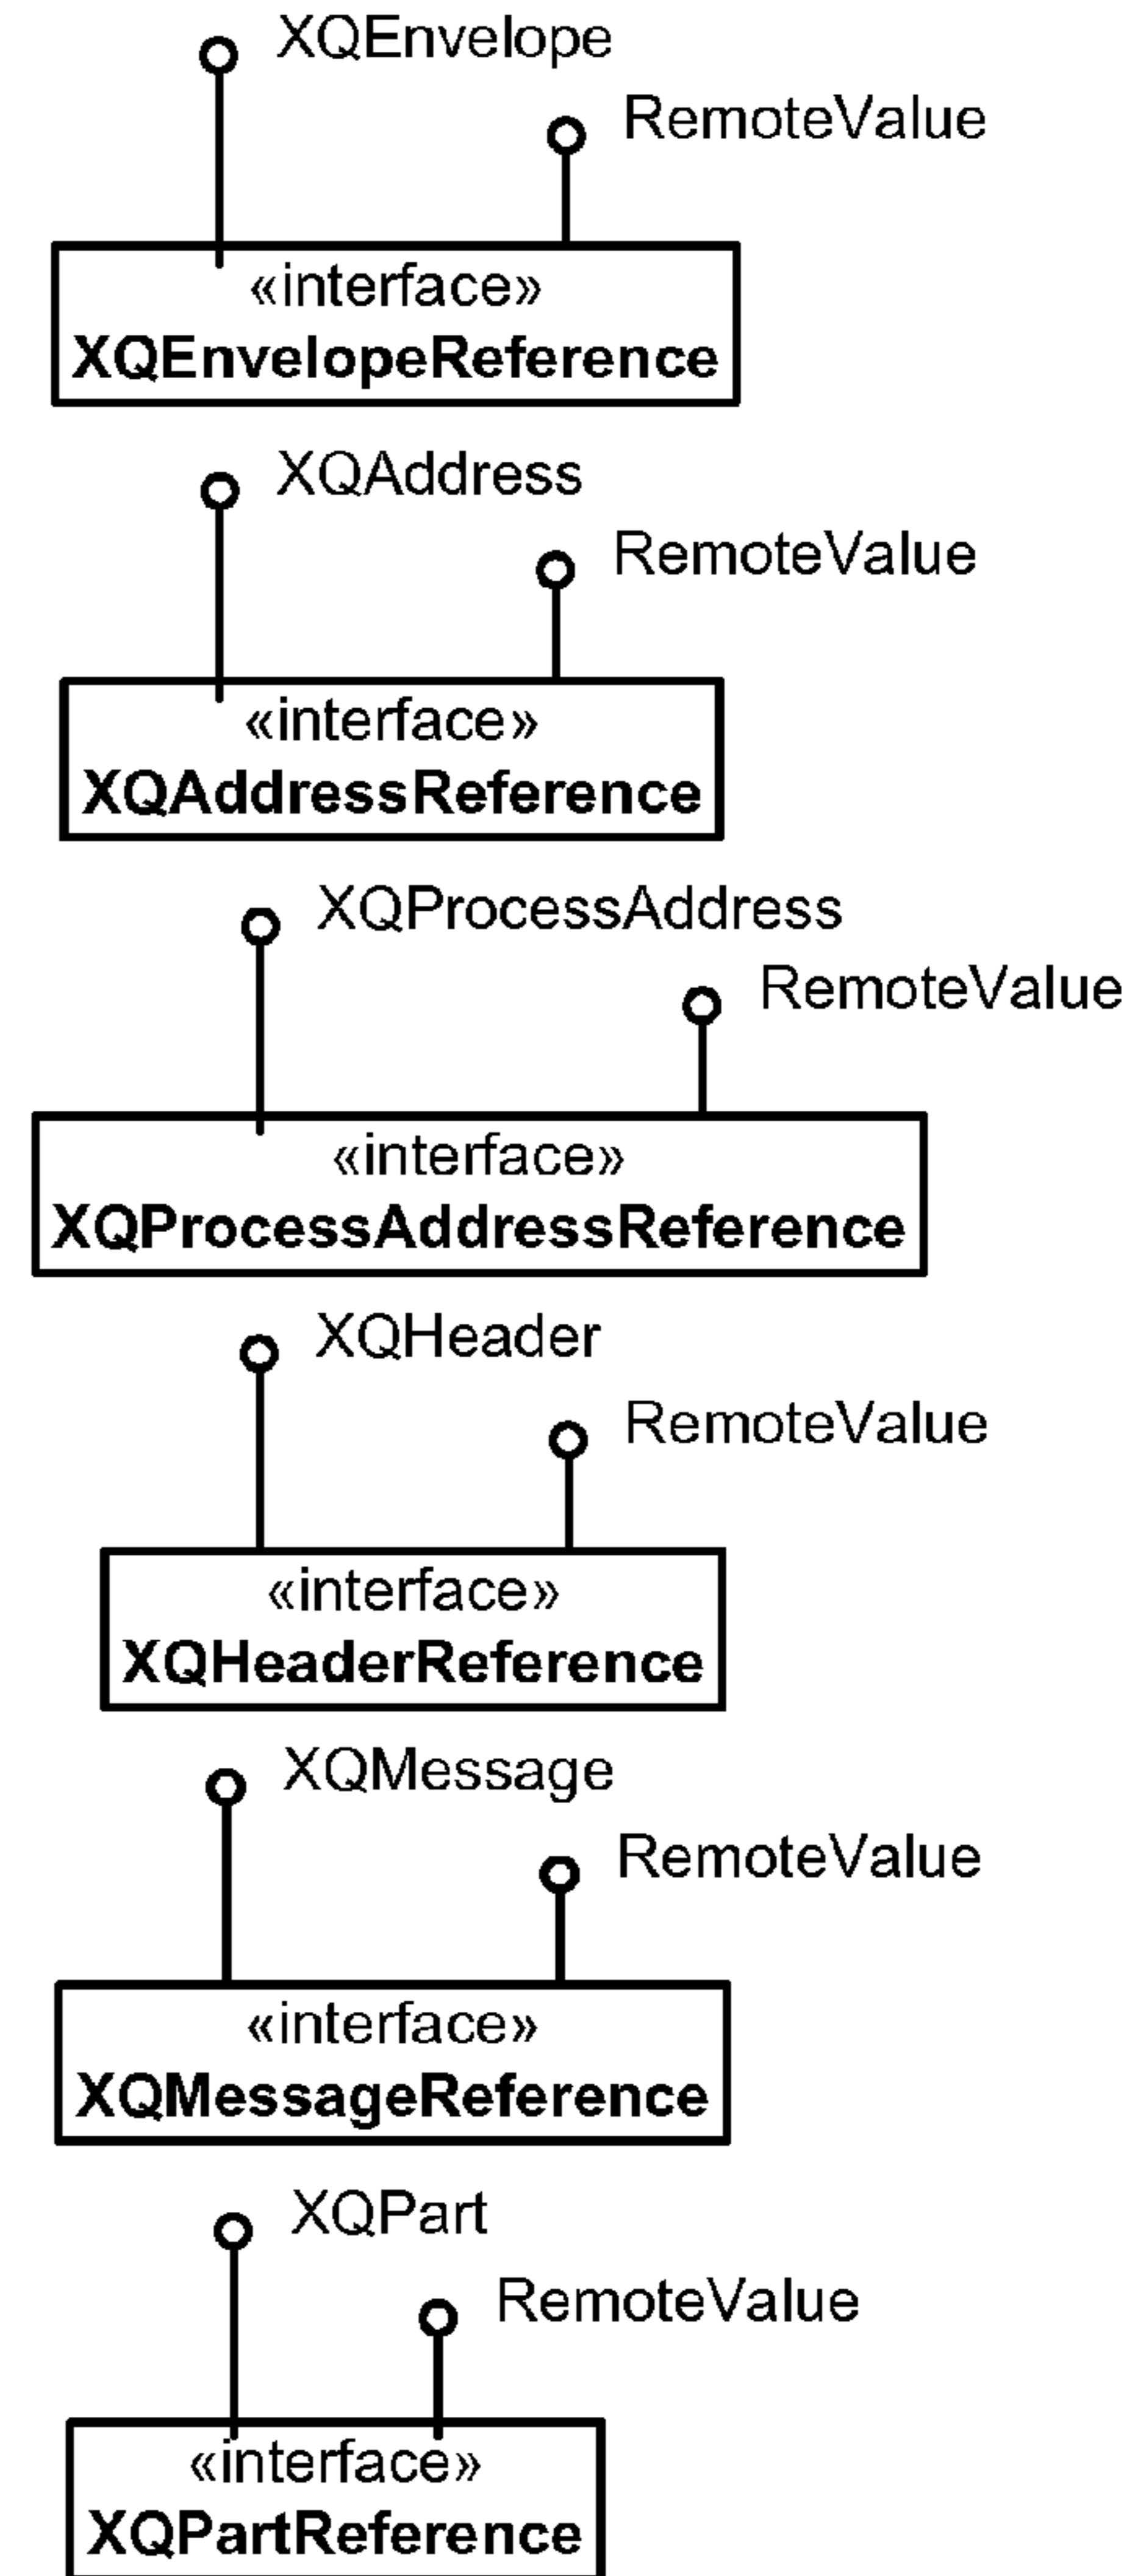 XQEnvelope
RemoteValue
«interface»
XQEnvelopeReference
XQAddress
RemoteValue
«interface»
XQAddressReference
XQProcessAddress
RemoteValue
«interface»
XQProcessAddressReference
XQHeader
RemoteValue
«interface»
XQHeaderReference
XQMessage
RemoteValue
«interface»
XQMessageReference
XQPart
RemoteValue
«interface»
XQPartReference